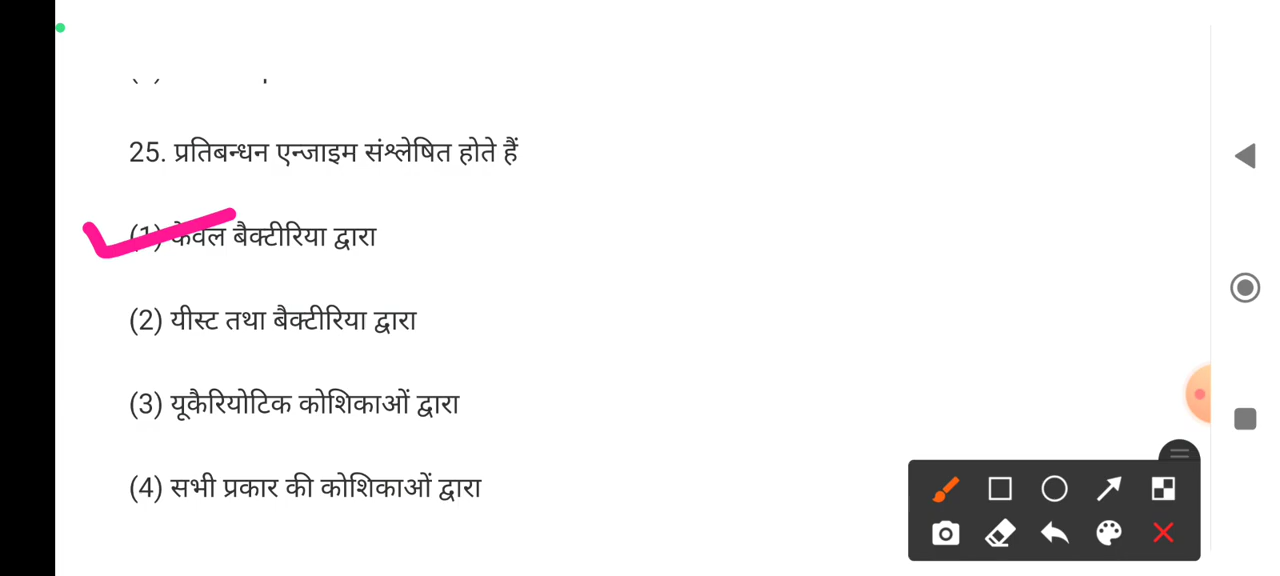 25. प्रतिबन्धन एन्जाइम संश्लेषित होते हैं
(1) केवल बैक्टीरिया द्वारा
(2) यीस्ट तथा बैक्टीरिया द्वारा
(3) यूकैरियोटिक कोशिकाओं द्वारा
(4) सभी प्रकार की कोशिकाओं द्वारा